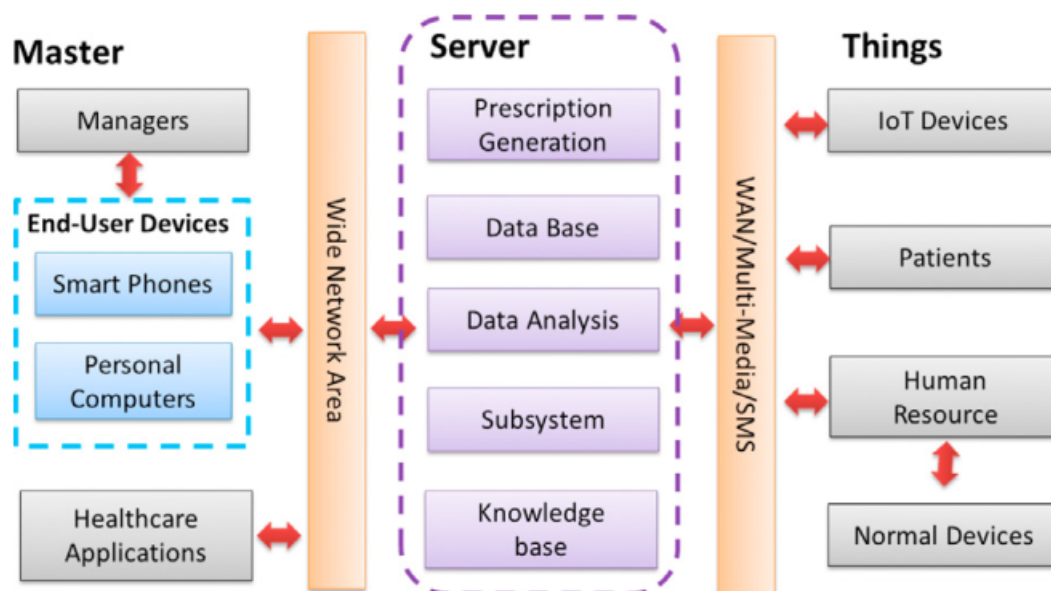 Master
Managers
End-User Devices
Smart Phones
Personal
Computers
Healthcare
Applications
Wide Network Area
Server
Prescription
Generation
Data Base
Data Analysis
Subsystem
Knowledge
base
WAN/Multi-Media/SMS
Things
IoT Devices
Patients
Human
Resource
Normal Devices